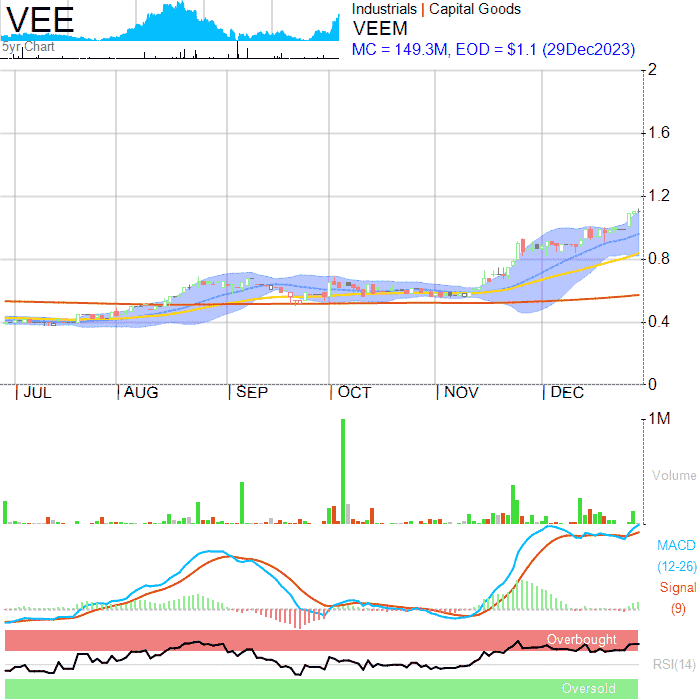 VEE
5yr Chart
Industrials | Capital Goods
VEEM
MC = 149.3M, EOD = $1.1 (29Dec2023)
2
1.6
1.2
0.8
0.4
0
JUL
AUG
SEP
OCT
NOV
DEC
1M
Volume
MACD
(12-26)
Signal
(9)
Overbought
RSI(14)
Oversold